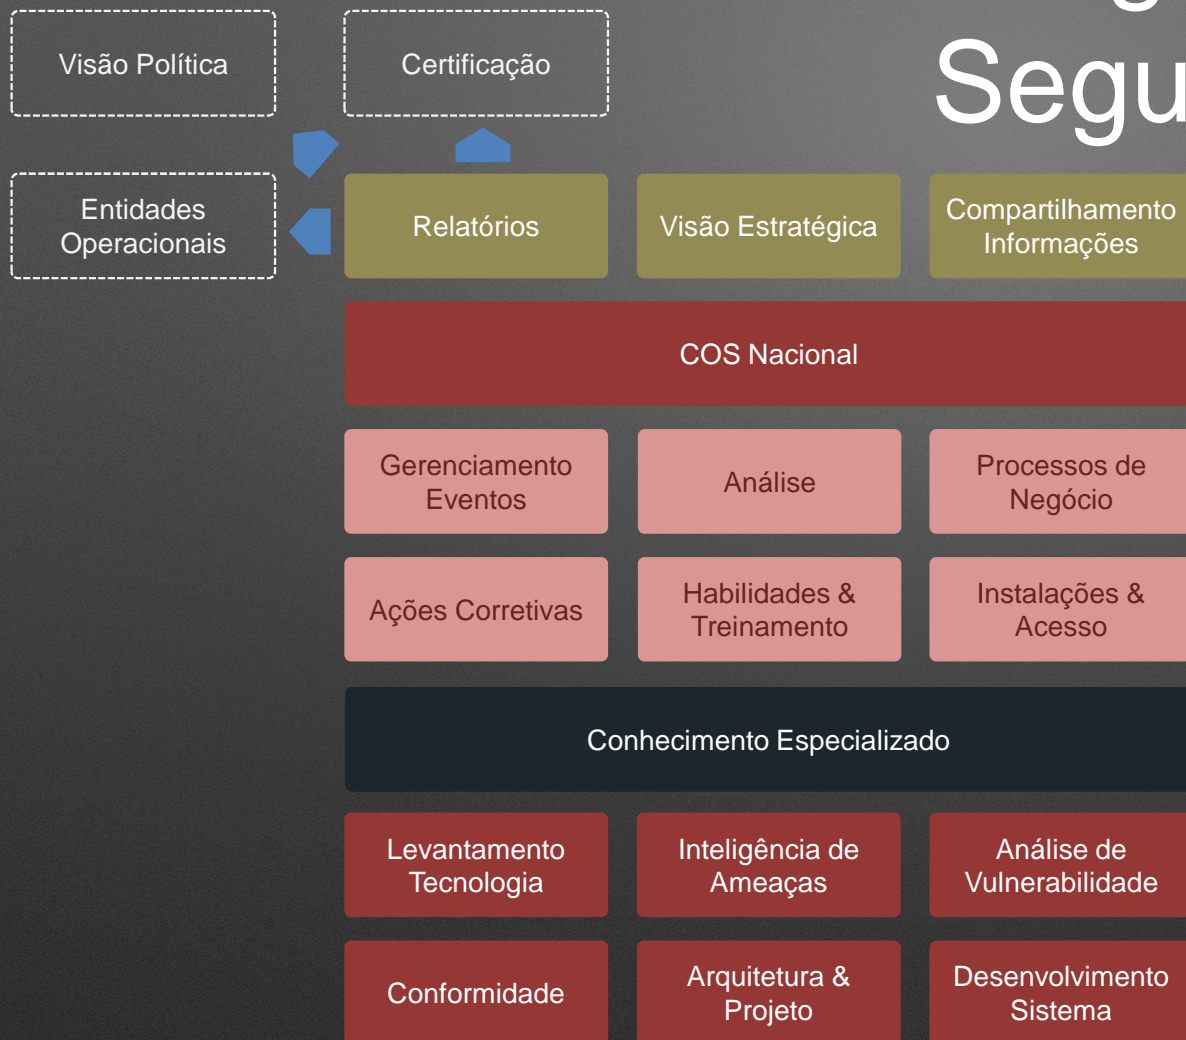 Segu
Visão Política
Certificação
Entidades
Operacionais
Relatórios
Visão Estratégica
Compartilhamento
Informações
COS Nacional
Gerenciamento
Eventos
Análise
Processos de
Negócio
Ações Corretivas
Habilidades &
Treinamento
Instalações &
Acesso
Conhecimento Especializado
Levantamento
Tecnologia
Inteligência de
Ameaças
Análise de
Vulnerabilidade
Conformidade
Arquitetura &
Projeto
Desenvolvimento
Sistema